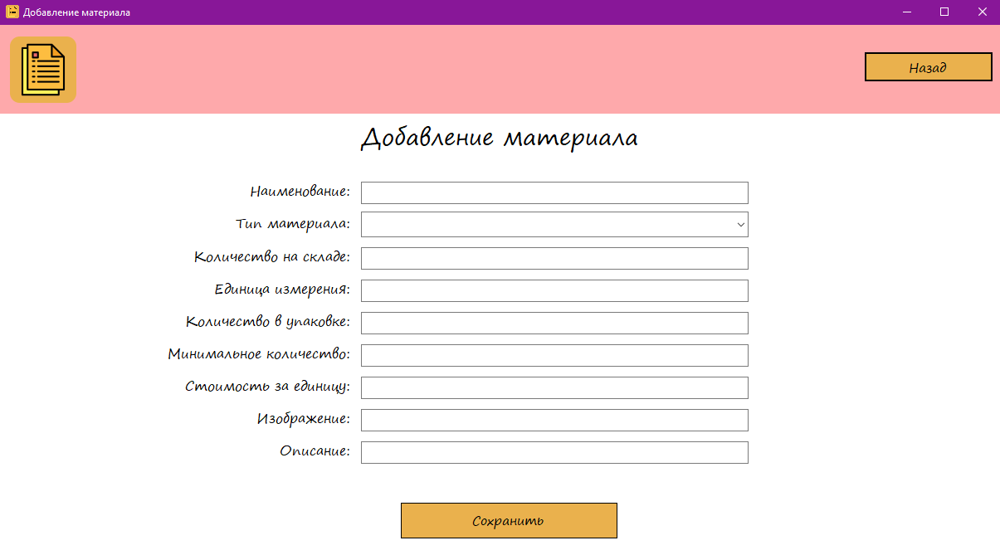 Добавление материала
Назад
Добавление материала
Наименование:
Тип материала:
Количество на складе:
Единица измерения:
Количество в упаковке:
Минимальное количество:
Стоимость за единицу:
Изображение:
Описание:
Сохранить